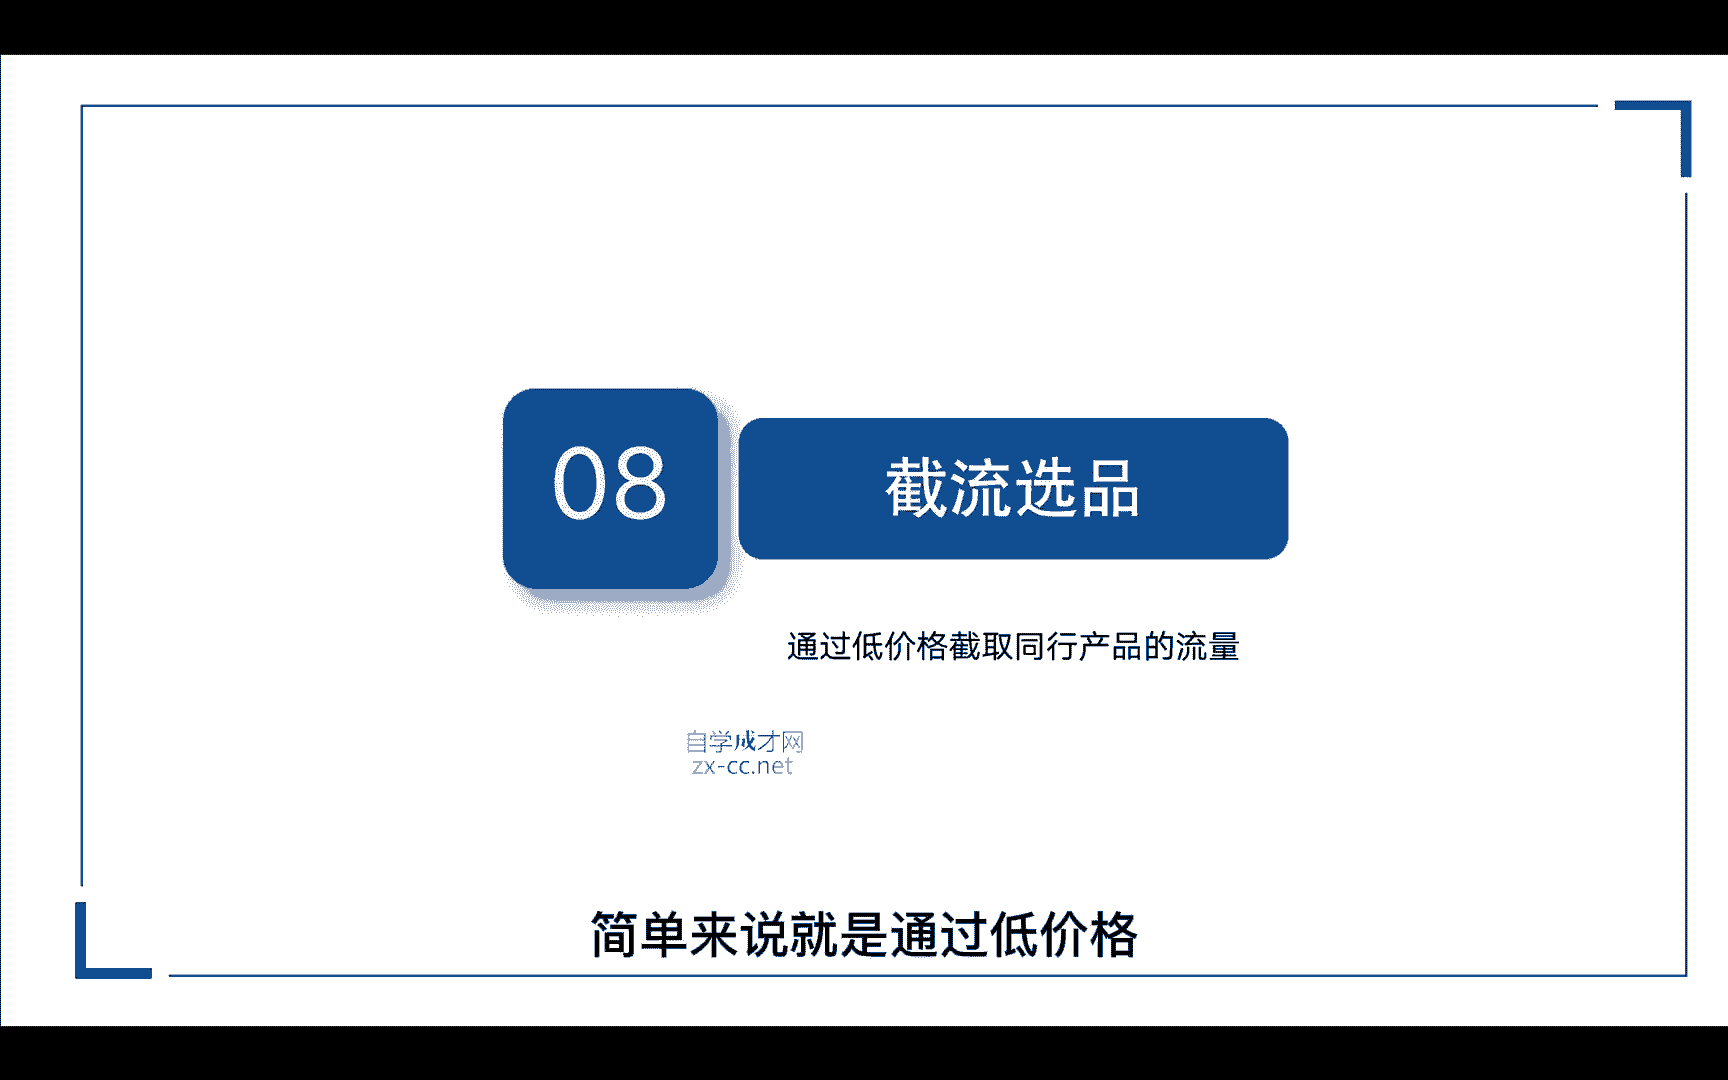 08
截流选品
通过低价格截取同行产品的流量
自学成才网
zx-cc.net
简单来说就是通过低价格